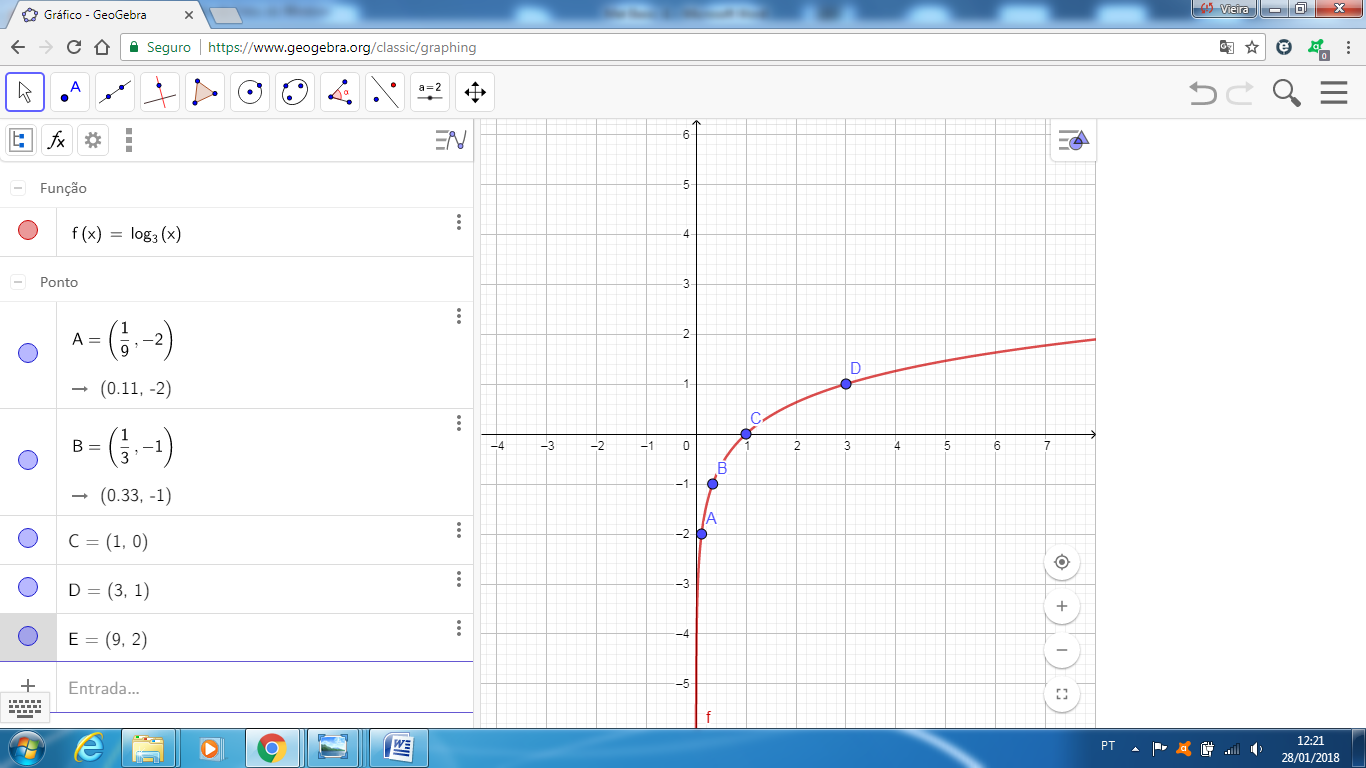 Gráfico - GeoGebra
Vieira
Seguro
https://www.geogebra.org/classic/graphing
A
α
a=2
fx
Função
f(x) = log₃(x)
Ponto
A = (1/9, −2)
→ (0.11, -2)
B = (1/3, −1)
→ (0.33, -1)
C = (1, 0)
D = (3, 1)
E = (9, 2)
Entrada...
6
5
4
3
2
1
−4 −3 −2 −1 0 1 2 3 4 5 6 7
−1
−2
−3
−4
−5
D
C
B
A
f
0
PT
12:21
28/01/2018